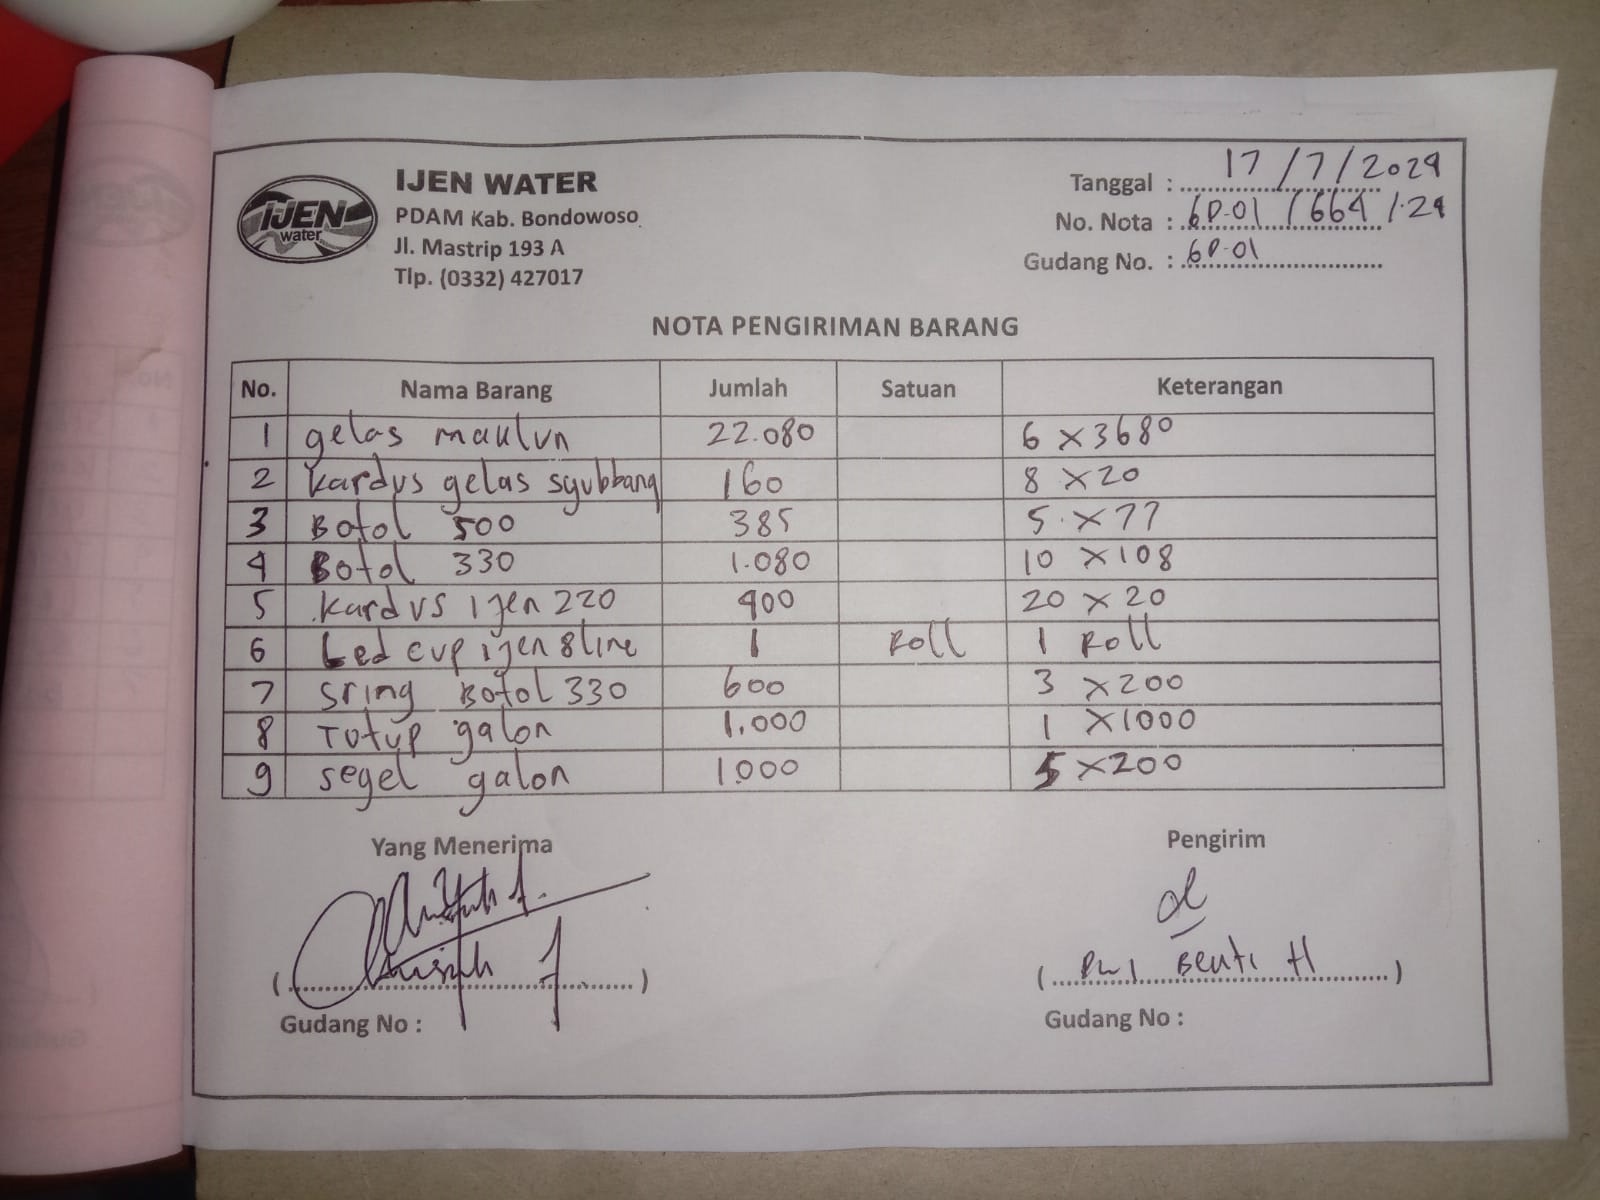 IJEN WATER
PDAM Kab. Bondowoso
Jl. Mastrip 193 A
Tlp. (0332) 427017
IJEN
water
Tanggal : 17/7/2024
No. Nota : GD.01 /664 /.24
Gudang No. : GD.01
NOTA PENGIRIMAN BARANG
No. Nama Barang Jumlah Satuan Keterangan
1 gelas maulun 22.080 6 x 3680
2 kardus gelas syubbang 160 8 x 20
3 Botol 500 385 5 x 77
4 Botol 330 1.080 10 x 108
5 kardus ijen 220 400 20 x 20
6 Led cup ijen 8 line 1 Roll 1 Roll
7 sring Botol 330 600 3 x 200
8 Tutup galon 1.000 1 x 1000
9 segel galon 1.000 5 x 200
Yang Menerima Pengirim
( ) ( Dwi H )
Gudang No : Gudang No :